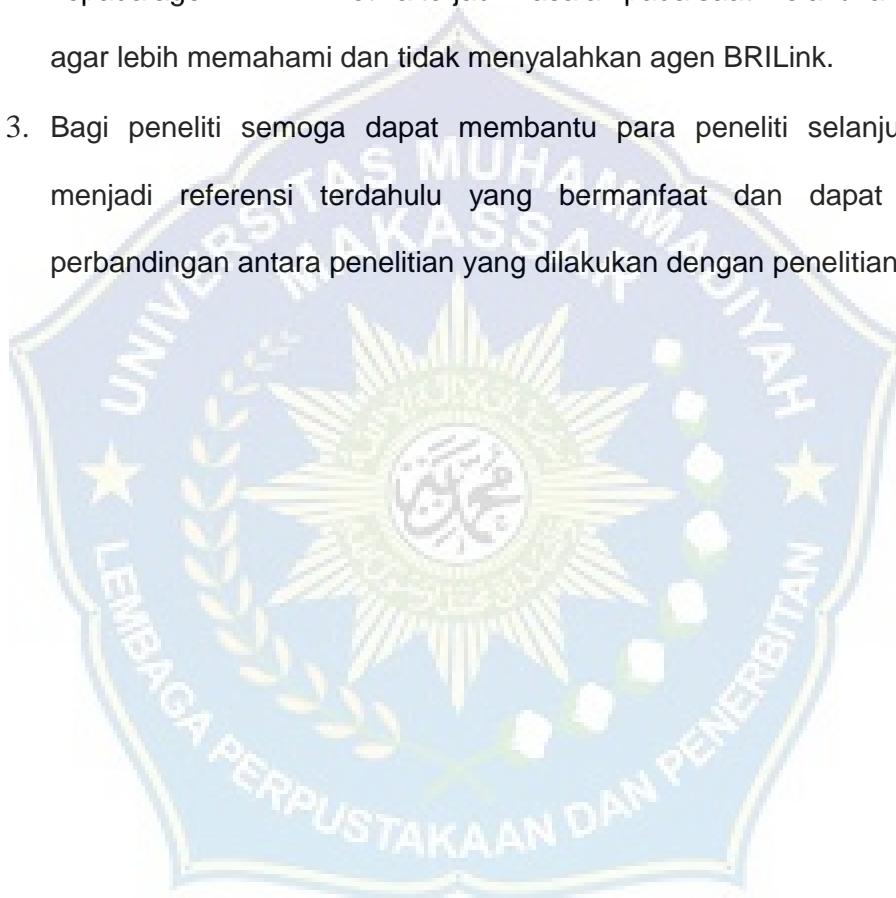 agar lebih memahami dan tidak menyalahkan agen BRILink.
3. Bagi peneliti semoga dapat membantu para peneliti
menjadi referensi terdahulu yang bermanfaat dan dapat
perbandingan antara penelitian yang dilakukan dengan penelitian
UNIVERSITAS MUHAMMADIYAH
MAKASSAR
LEMBAGA PERPUSTAKAAN DAN PENERBITAN